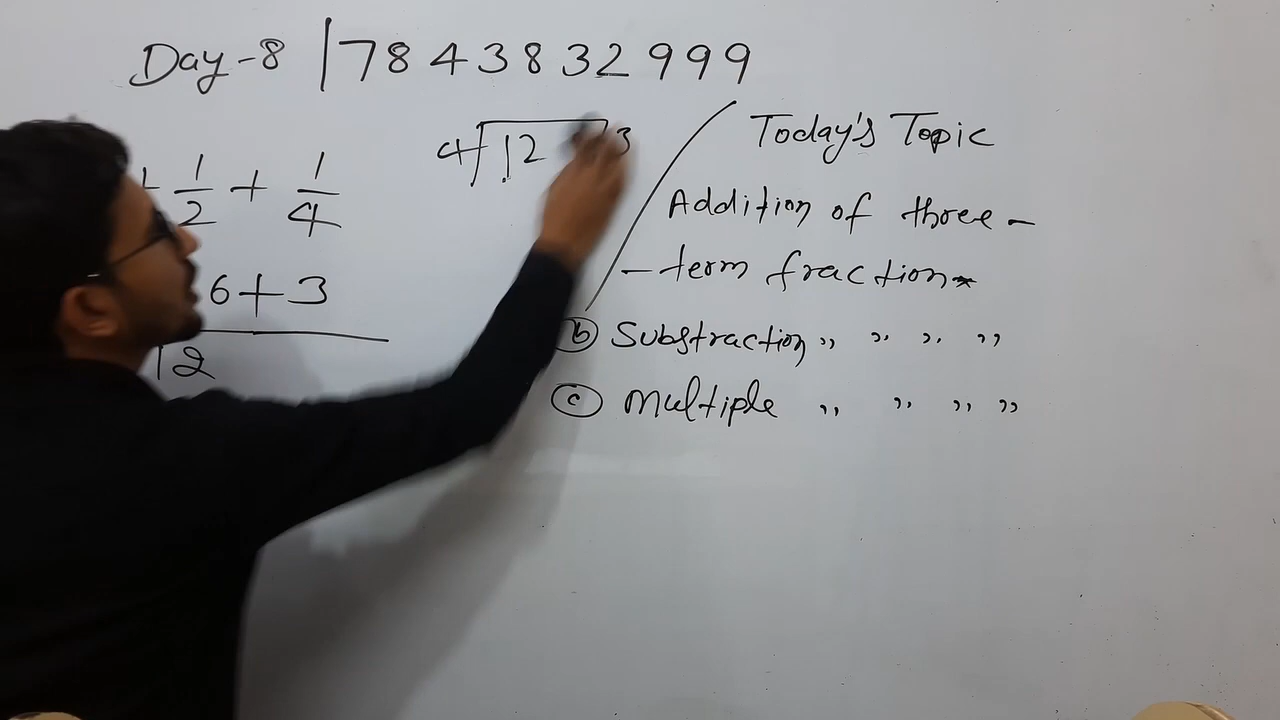 Day-8 | 7843832999
Today's Topic
Addition of three -
- term fraction
(b) Substraction ,, ,, ,, ,,
(c) Multiple ,, ,, ,, ,,
+ 1/2 + 1/4
6+3
12
4 12 3